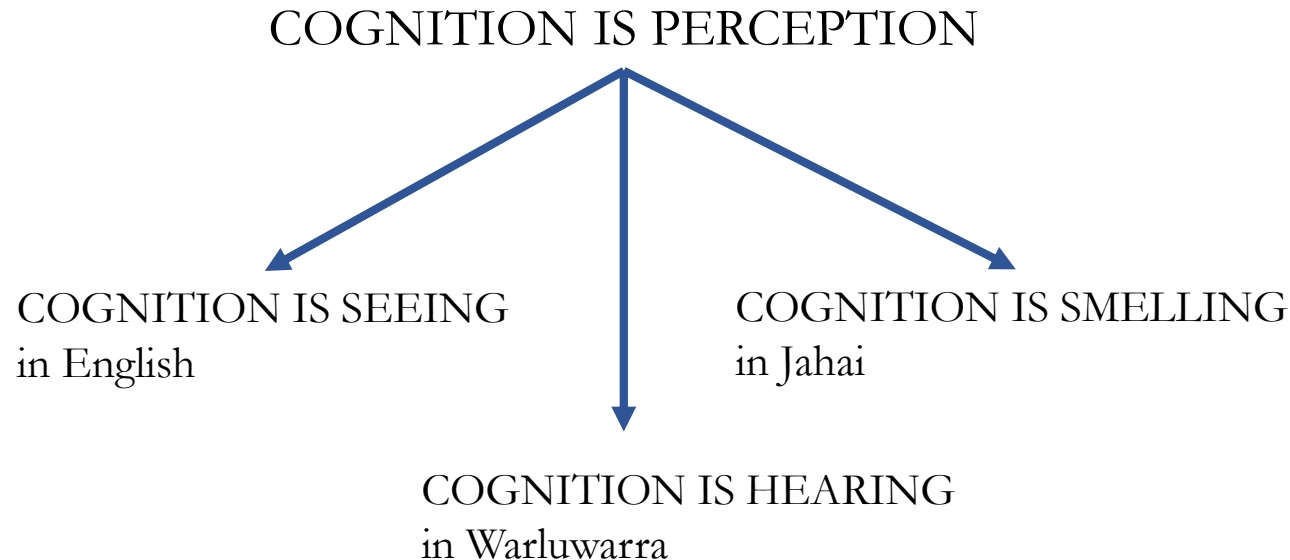 COGNITION IS PERCEPTION
COGNITION IS SEEING
in English
COGNITION IS SMELLING
in Jahai
COGNITION IS HEARING
in Warluwarra